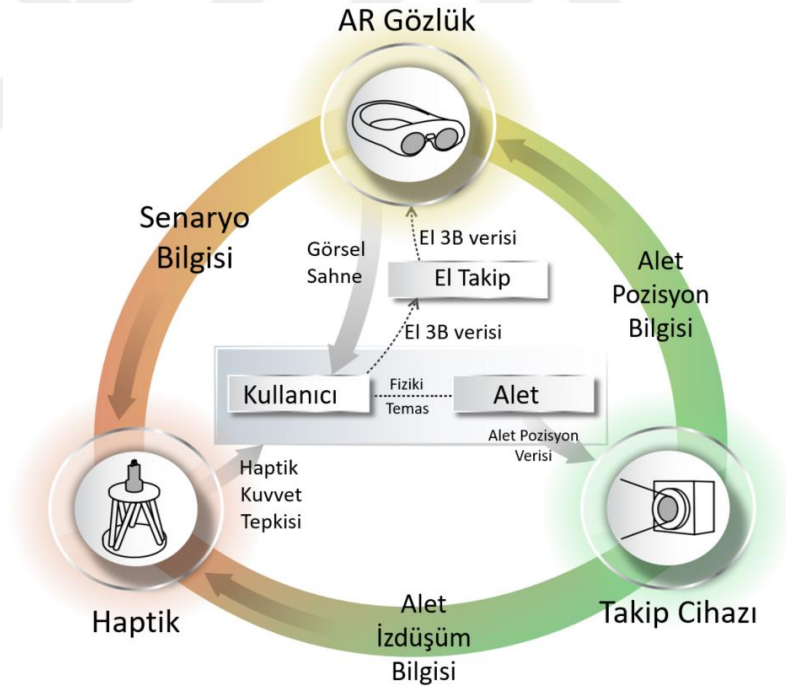 AR Gözlük
Senaryo
Bilgisi
Görsel
Sahne
El 3B verisi
El Takip
El 3B verisi
Alet
Pozisyon
Bilgisi
Kullanıcı
Fiziki
Temas
Alet
Alet Pozisyon
Verisi
Haptik
Kuvvet
Tepkisi
Haptik
Takip Cihazı
Alet
İzdüşüm
Bilgisi